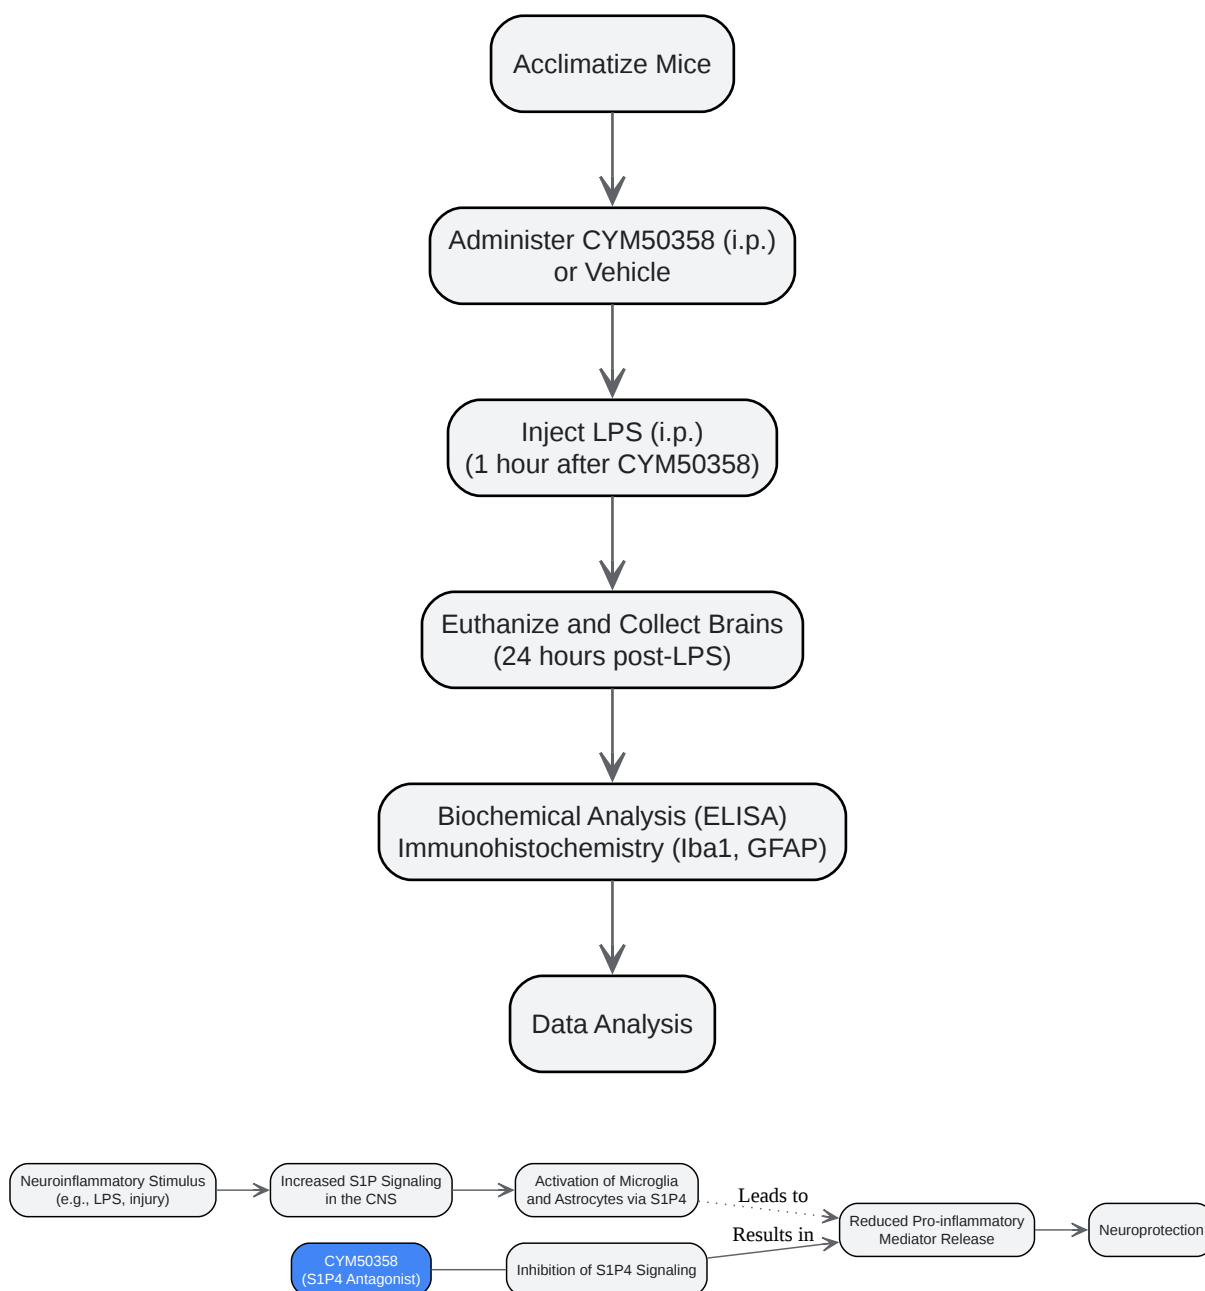 Acclimatize Mice
Administer CYM50358 (i.p.)
or Vehicle
Inject LPS (i.p.)
(1 hour after CYM50358)
Euthanize and Collect Brains
(24 hours post-LPS)
Biochemical Analysis (ELISA)
Immunohistochemistry (Iba1, GFAP)
Data Analysis
Neuroinflammatory Stimulus
(e.g., LPS, injury)
Increased S1P Signaling
in the CNS
Activation of Microglia
and Astrocytes via S1P4
Leads to
Results in
Reduced Pro-inflammatory
Mediator Release
Neuroprotection
CYM50358
(S1P4 Antagonist)
Inhibition of S1P4 Signaling